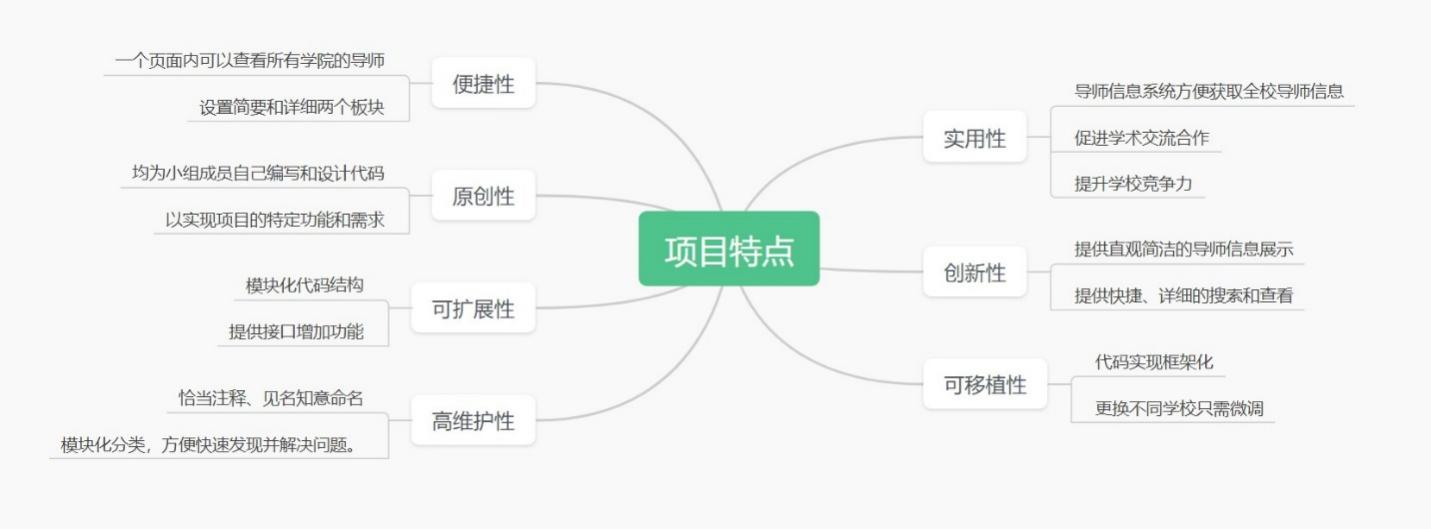 项目特点
便捷性
一个页面内可以查看所有学院的导师
设置简要和详细两个板块
原创性
均为小组成员自己编写和设计代码
以实现项目的特定功能和需求
可扩展性
模块化代码结构
提供接口增加功能
高维护性
恰当注释、见名知意命名
模块化分类，方便快速发现并解决问题。
实用性
导师信息系统方便获取全校导师信息
促进学术交流合作
提升学校竞争力
创新性
提供直观简洁的导师信息展示
提供快捷、详细的搜索和查看
可移植性
代码实现框架化
更换不同学校只需微调